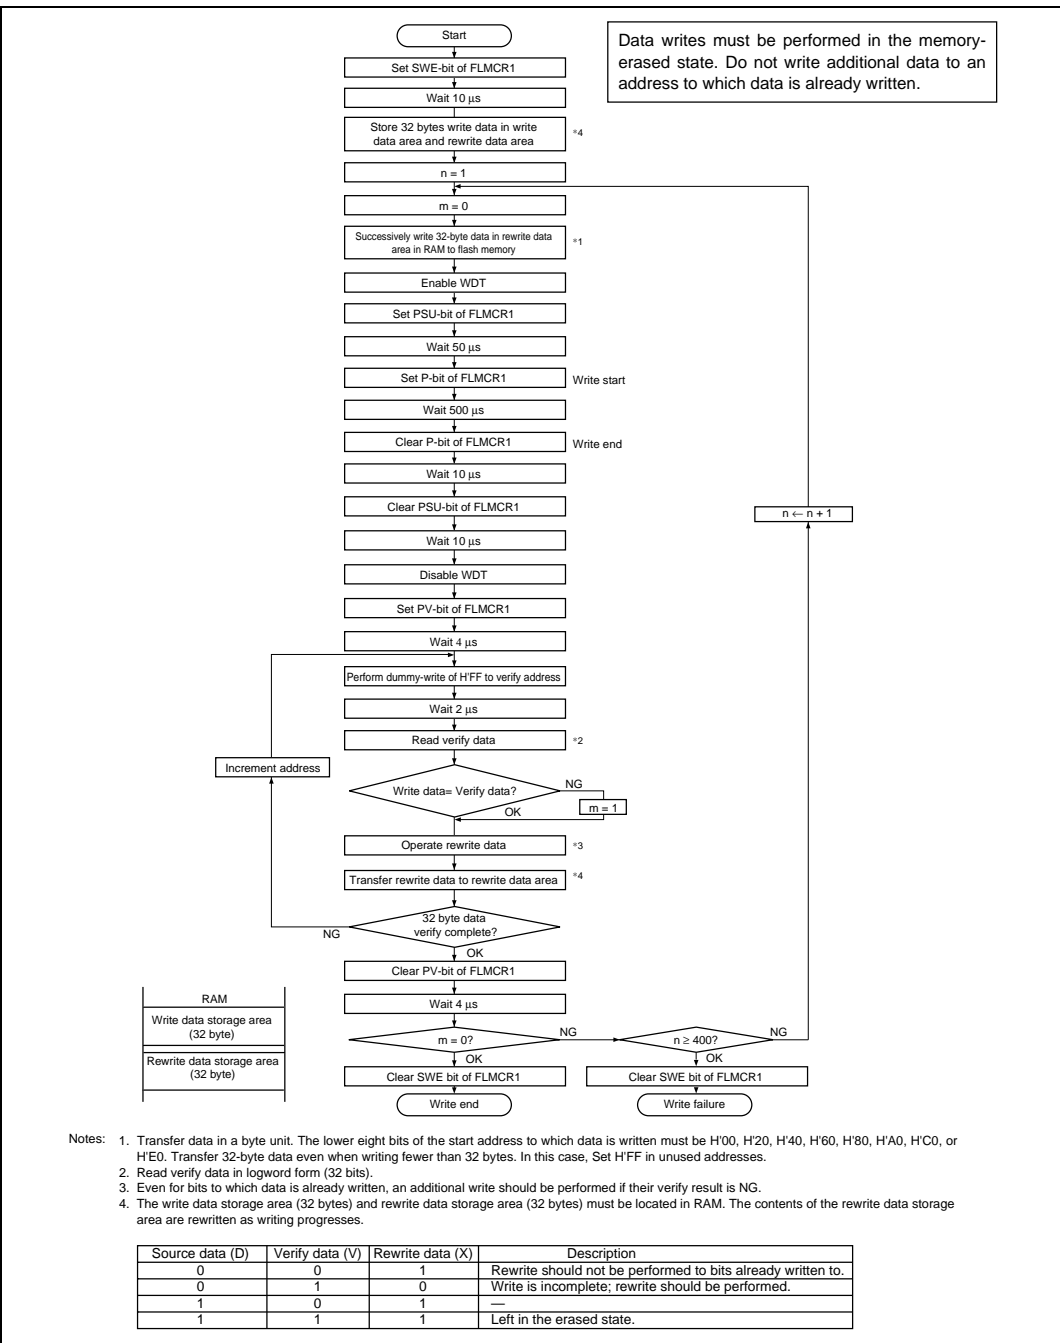 Start
Data writes must be performed in the memory-
erased state. Do not write additional data to an
address to which data is already written.
Set SWE-bit of FLMCR1
Wait 10 μs
Store 32 bytes write data in write
data area and rewrite data area
*4
n = 1
m = 0
Successively write 32-byte data in rewrite data
area in RAM to flash memory
*1
Enable WDT
Set PSU-bit of FLMCR1
Wait 50 μs
Set P-bit of FLMCR1
Write start
Wait 500 μs
Clear P-bit of FLMCR1
Write end
Wait 10 μs
Clear PSU-bit of FLMCR1
n ← n + 1
Wait 10 μs
Disable WDT
Set PV-bit of FLMCR1
Wait 4 μs
Perform dummy-write of H'FF to verify address
Wait 2 μs
Read verify data
*2
Increment address
Write data= Verify data?
NG
m = 1
OK
Operate rewrite data
*3
Transfer rewrite data to rewrite data area
*4
32 byte data
verify complete?
NG
OK
Clear PV-bit of FLMCR1
Wait 4 μs
RAM
Write data storage area
(32 byte)
Rewrite data storage area
(32 byte)
m = 0?
NG
n ≥ 400?
NG
OK
OK
Clear SWE bit of FLMCR1
Clear SWE bit of FLMCR1
Write end
Write failure
Notes: 1. Transfer data in a byte unit. The lower eight bits of the start address to which data is written must be H'00, H'20, H'40, H'60, H'80, H'A0, H'C0, or
H'E0. Transfer 32-byte data even when writing fewer than 32 bytes. In this case, Set H'FF in unused addresses.
2. Read verify data in logword form (32 bits).
3. Even for bits to which data is already written, an additional write should be performed if their verify result is NG.
4. The write data storage area (32 bytes) and rewrite data storage area (32 bytes) must be located in RAM. The contents of the rewrite data storage
area are rewritten as writing progresses.
Source data (D) Verify data (V) Rewrite data (X) Description
0 0 1 Rewrite should not be performed to bits already written to.
0 1 0 Write is incomplete; rewrite should be performed.
1 0 1 —
1 1 1 Left in the erased state.